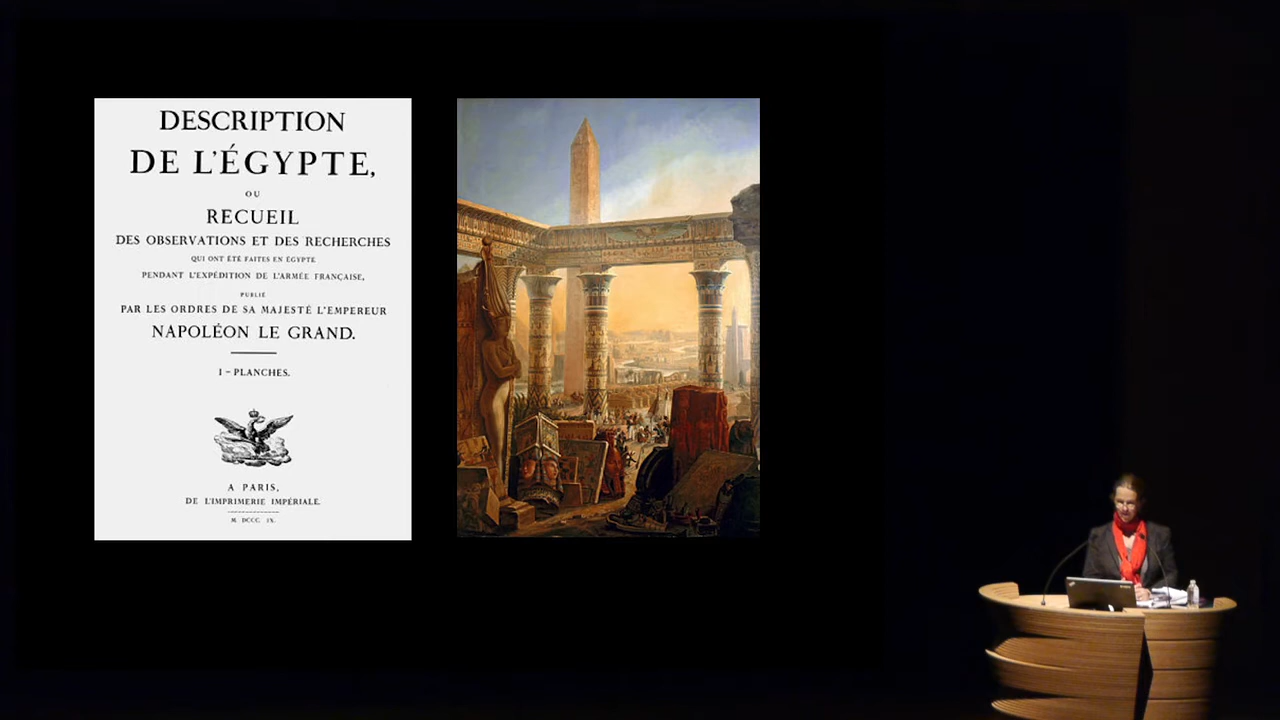 DESCRIPTION
DE L'ÉGYPTE,
OU
RECUEIL
DES OBSERVATIONS ET DES RECHERCHES
QUI ONT ÉTÉ FAITES EN ÉGYPTE
PENDANT L'EXPÉDITION DE L'ARMÉE FRANÇAISE,
PUBLIÉ
PAR LES ORDRES DE SA MAJESTÉ L'EMPEREUR
NAPOLÉON LE GRAND.
I – PLANCHES.
A PARIS,
DE L'IMPRIMERIE IMPÉRIALE.
M. DCCC. IX.